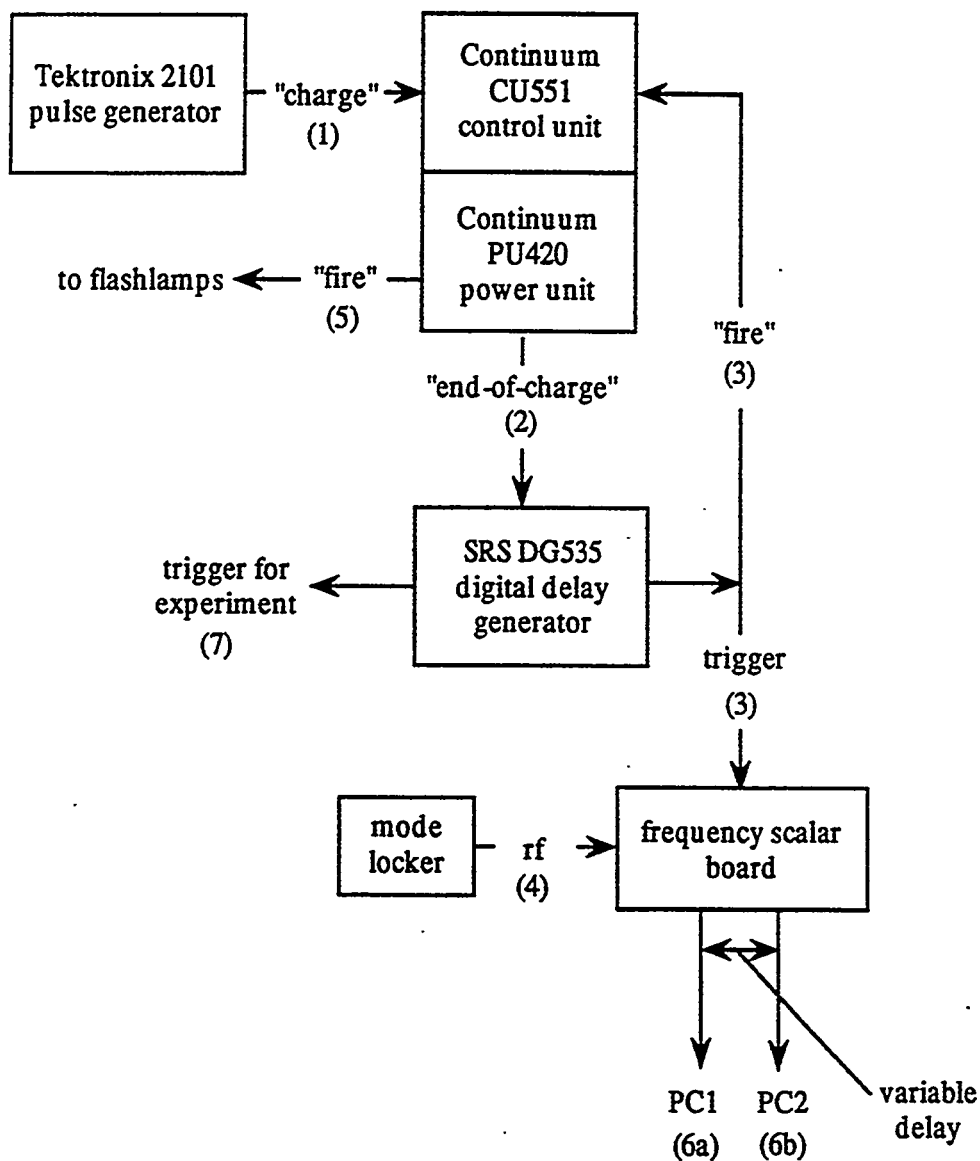 Tektronix 2101
pulse generator
"charge"
(1)
Continuum
CU551
control unit
Continuum
PU420
power unit
to flashlamps
"fire"
(5)
"fire"
(3)
"end-of-charge"
(2)
SRS DG535
digital delay
generator
trigger for
experiment
(7)
trigger
(3)
mode
locker
rf
(4)
frequency scalar
board
PC1
(6a)
PC2
(6b)
variable
delay